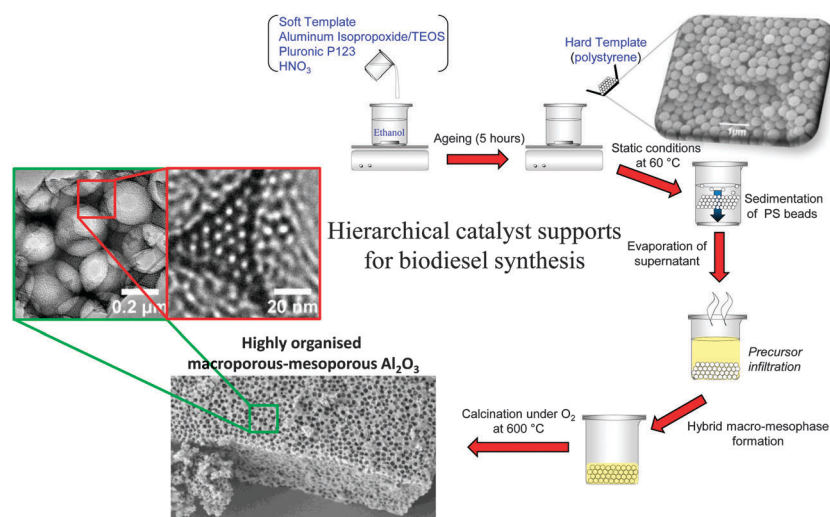 Soft Template
Aluminum Isopropoxide/TEOS
Pluronic P123
HNO₃
Ethanol
Ageing (5 hours)
Hard Template
(polystyrene)
1µm
Static conditions
at 60 °C
Sedimentation
of PS beads
Evaporation of
supernatant
Precursor
infiltration
Hybrid macro-mesophase
formation
Calcination under O₂
at 600 °C
Hierarchical catalyst supports
for biodiesel synthesis
0.2 µm
20 nm
Highly organised
macroporous-mesoporous Al₂O₃